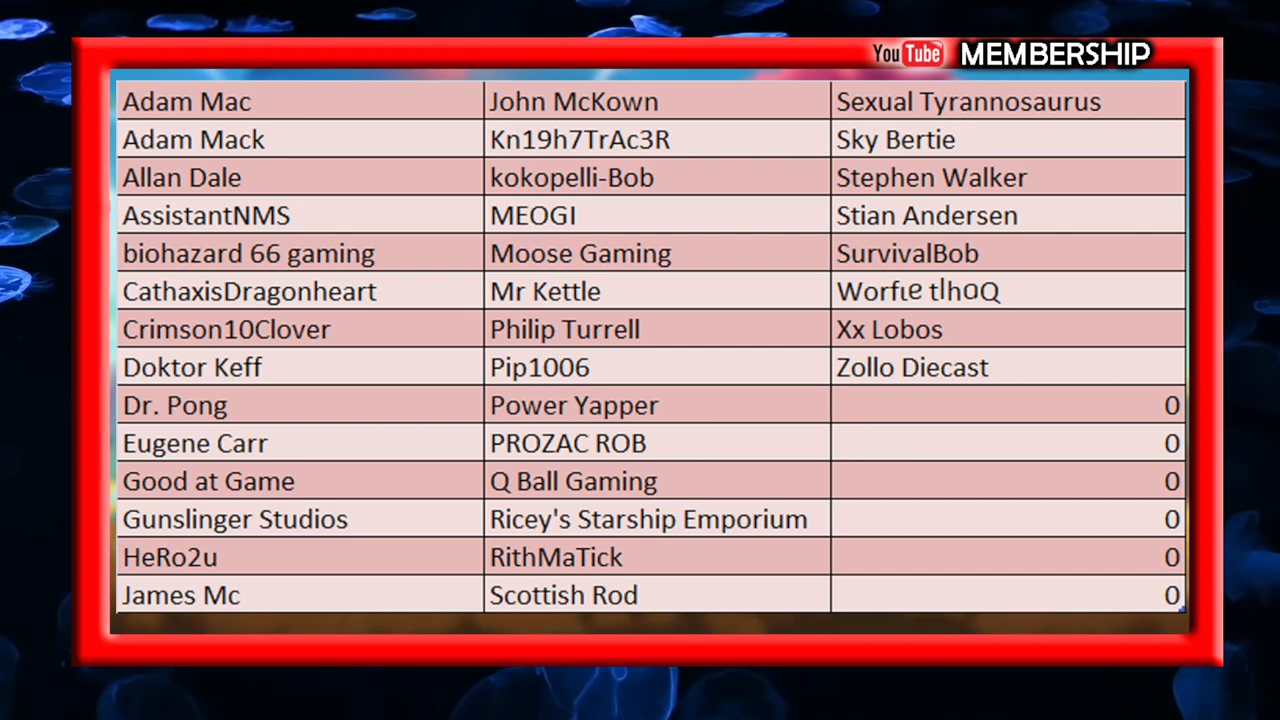 YouTube MEMBERSHIP
Adam Mac John McKown Sexual Tyrannosaurus
Adam Mack Kn19h7TrAc3R Sky Bertie
Allan Dale kokopelli-Bob Stephen Walker
AssistantNMS MEOGI Stian Andersen
biohazard 66 gaming Moose Gaming SurvivalBob
CathaxisDragonheart Mr Kettle Worfɩҽ tlhɑQ
Crimson10Clover Philip Turrell Xx Lobos
Doktor Keff Pip1006 Zollo Diecast
Dr. Pong Power Yapper 0
Eugene Carr PROZAC ROB 0
Good at Game Q Ball Gaming 0
Gunslinger Studios Ricey's Starship Emporium 0
HeRo2u RithMaTick 0
James Mc Scottish Rod 0